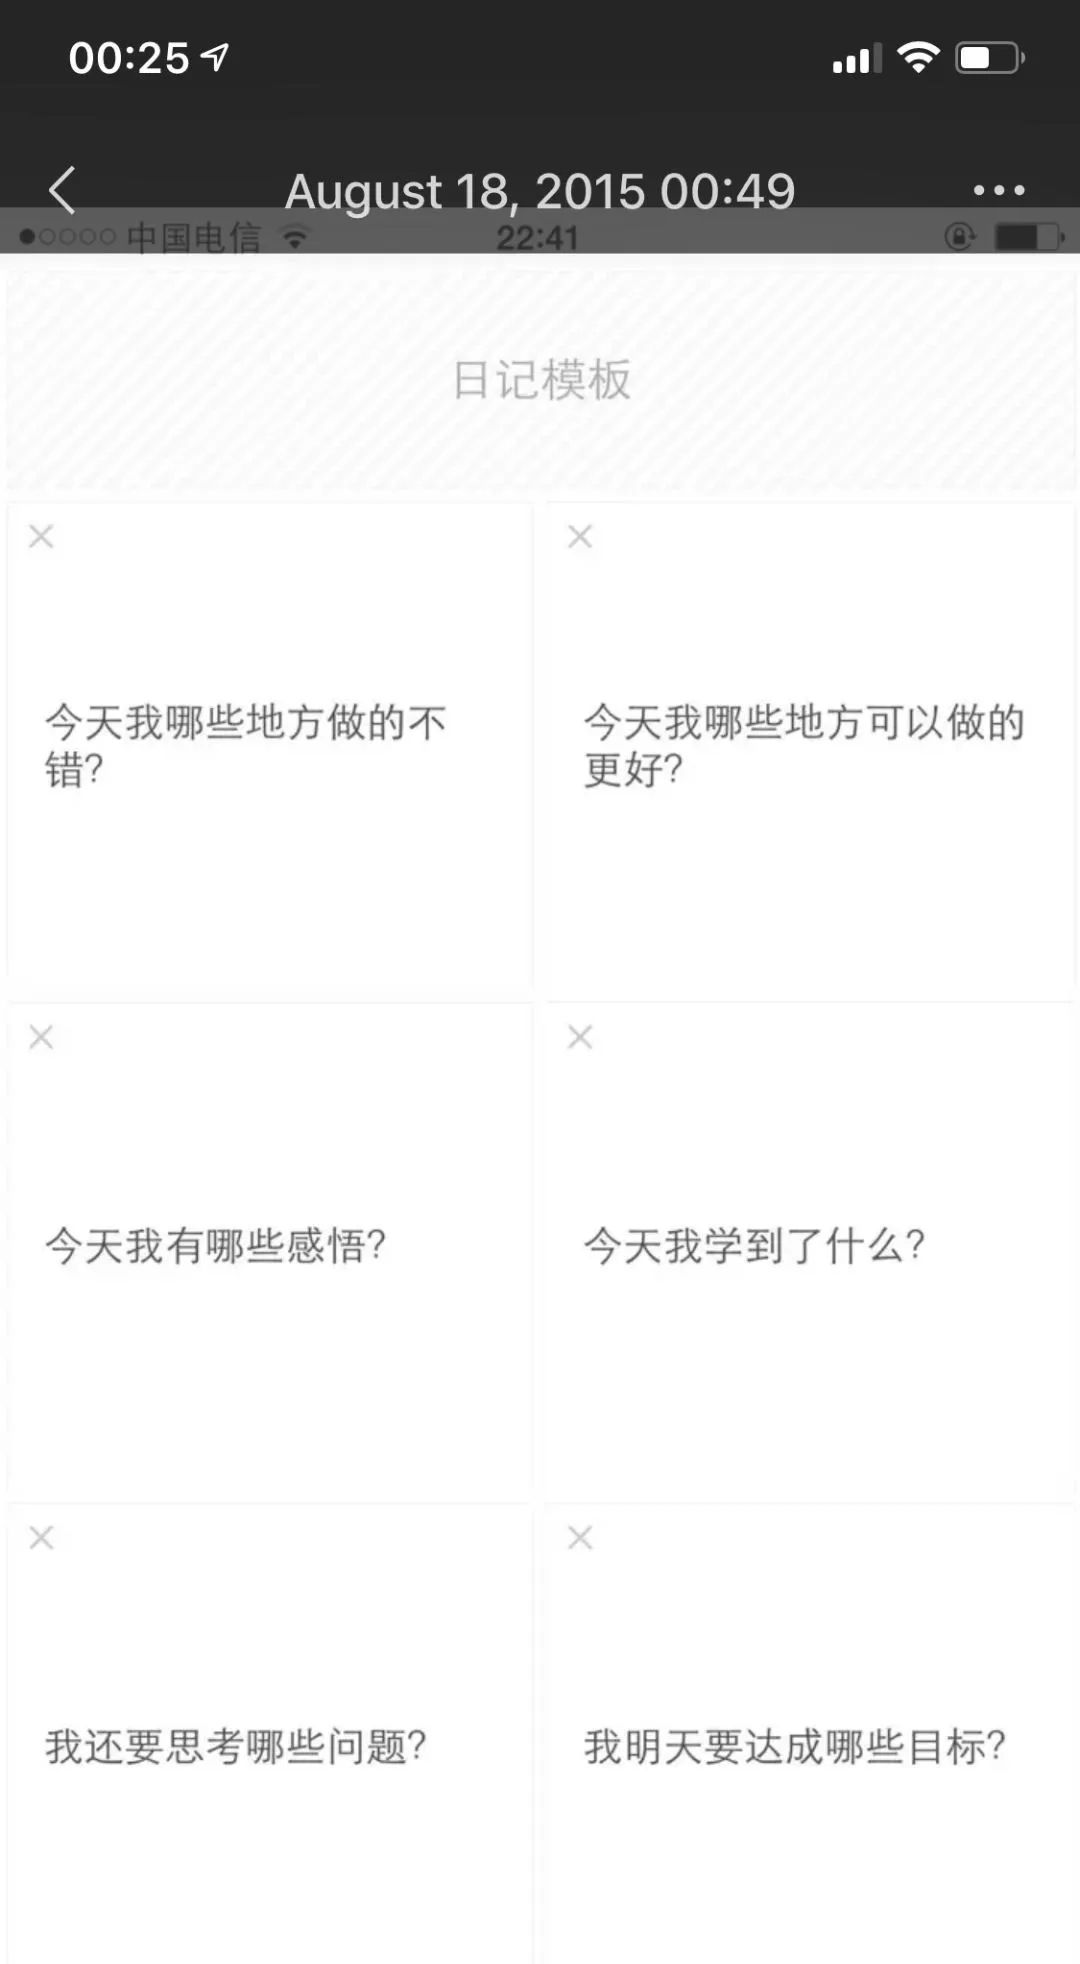 00:25
August 18, 2015 00:49
中国电信 22:41
日记模板
今天我哪些地方做的不
错?
今天我哪些地方可以做的
更好?
今天我有哪些感悟?
今天我学到了什么?
我还要思考哪些问题?
我明天要达成哪些目标?